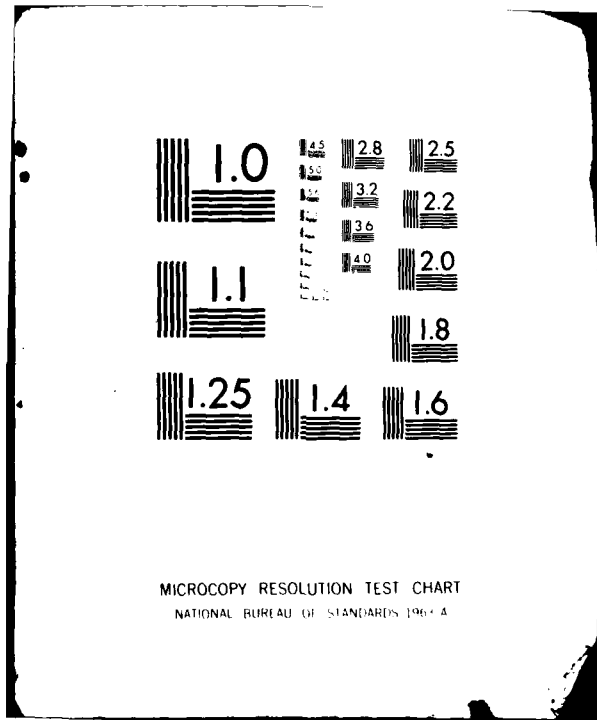 1.0
4.5 2.8 2.5
5.0
3.2 2.2
3.6
4.0 2.0
1.1
1.8
1.25 1.4 1.6
MICROCOPY RESOLUTION TEST CHART
NATIONAL BUREAU OF STANDARDS